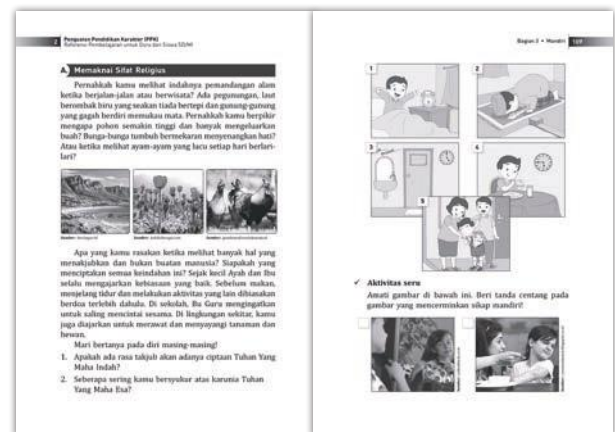 2 Penguatan Pendidikan Karakter (PPK)
Referensi Pembelajaran untuk Guru dan Siswa SD/MI
A Memaknai Sifat Religius
Pernahkah kamu melihat indahnya pemandangan alam
ketika berjalan-jalan atau berwisata? Ada pegunungan, laut
berombak biru yang seakan tiada bertepi dan gunung-gunung
yang gagah berdiri memukau mata. Pernahkah kamu berpikir
mengapa pohon semakin tinggi dan banyak mengeluarkan
buah? Bunga-bunga tumbuh bermekaran menyenangkan hati?
Atau ketika melihat ayam-ayam yang lucu setiap hari berlari-
lari?
Apa yang kamu rasakan ketika melihat banyak hal yang
menakjubkan dan bukan buatan manusia? Siapakah yang
menciptakan semua keindahan ini? Sejak kecil Ayah dan Ibu
selalu mengajarkan kebiasaan yang baik. Sebelum makan,
menjelang tidur dan melakukan aktivitas yang lain dibiasakan
berdoa terlebih dahulu. Di sekolah, Bu Guru mengingatkan
untuk saling mencintai sesama. Di lingkungan sekitar, kamu
juga diajarkan untuk merawat dan menyayangi tanaman dan
hewan.
Mari bertanya pada diri masing-masing!
1. Apakah ada rasa takjub akan adanya ciptaan Tuhan Yang
Maha Indah?
2. Seberapa sering kamu bersyukur atas karunia Tuhan
Yang Maha Esa?
Bagian 3 • Mandiri 109
1
2
3
4
5
✓ Aktivitas seru
Amati gambar di bawah ini. Beri tanda centang pada
gambar yang mencerminkan sikap mandiri!